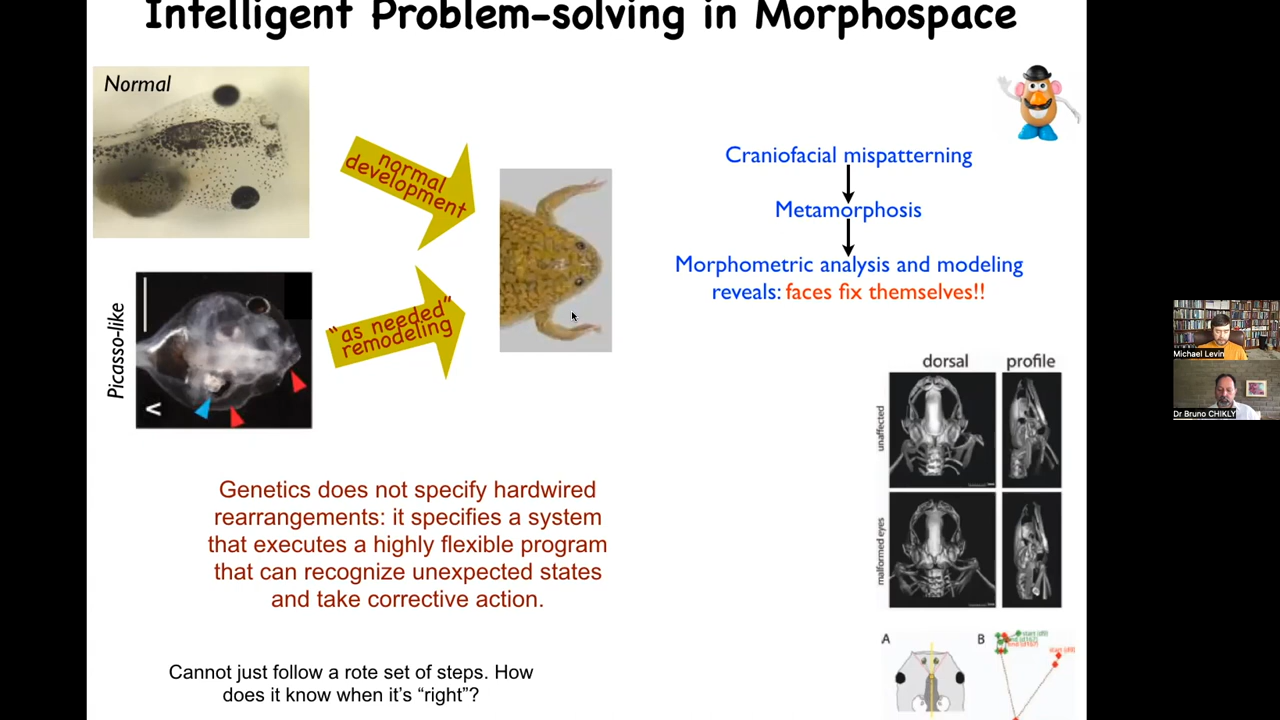 Intelligent Problem-solving in Morphospace
Normal
normal
development
Picasso-like
"as needed"
remodeling
<
Craniofacial mispatterning
Metamorphosis
Morphometric analysis and modeling
reveals: faces fix themselves!!
Genetics does not specify hardwired
rearrangements: it specifies a system
that executes a highly flexible program
that can recognize unexpected states
and take corrective action.
Cannot just follow a rote set of steps. How
does it know when it's "right"?
dorsal profile
unaffected
malformed eyes
A B
Michael Levin
Dr Bruno CHIKLY